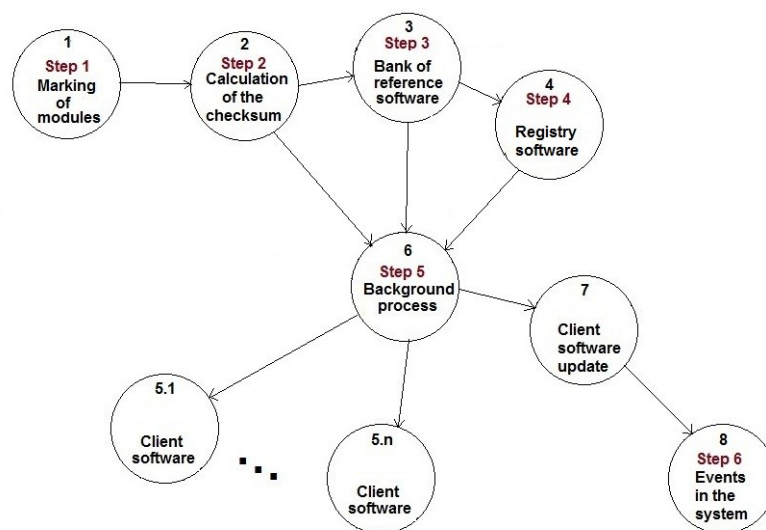 1
Step 1
Marking
of
modules
2
Step 2
Calculation
of the
checksum
3
Step 3
Bank of
reference
software
4
Step 4
Registry
software
6
Step 5
Background
process
7
Client
software
update
5.1
Client
software
5.n
Client
software
8
Step 6
Events
in the
system